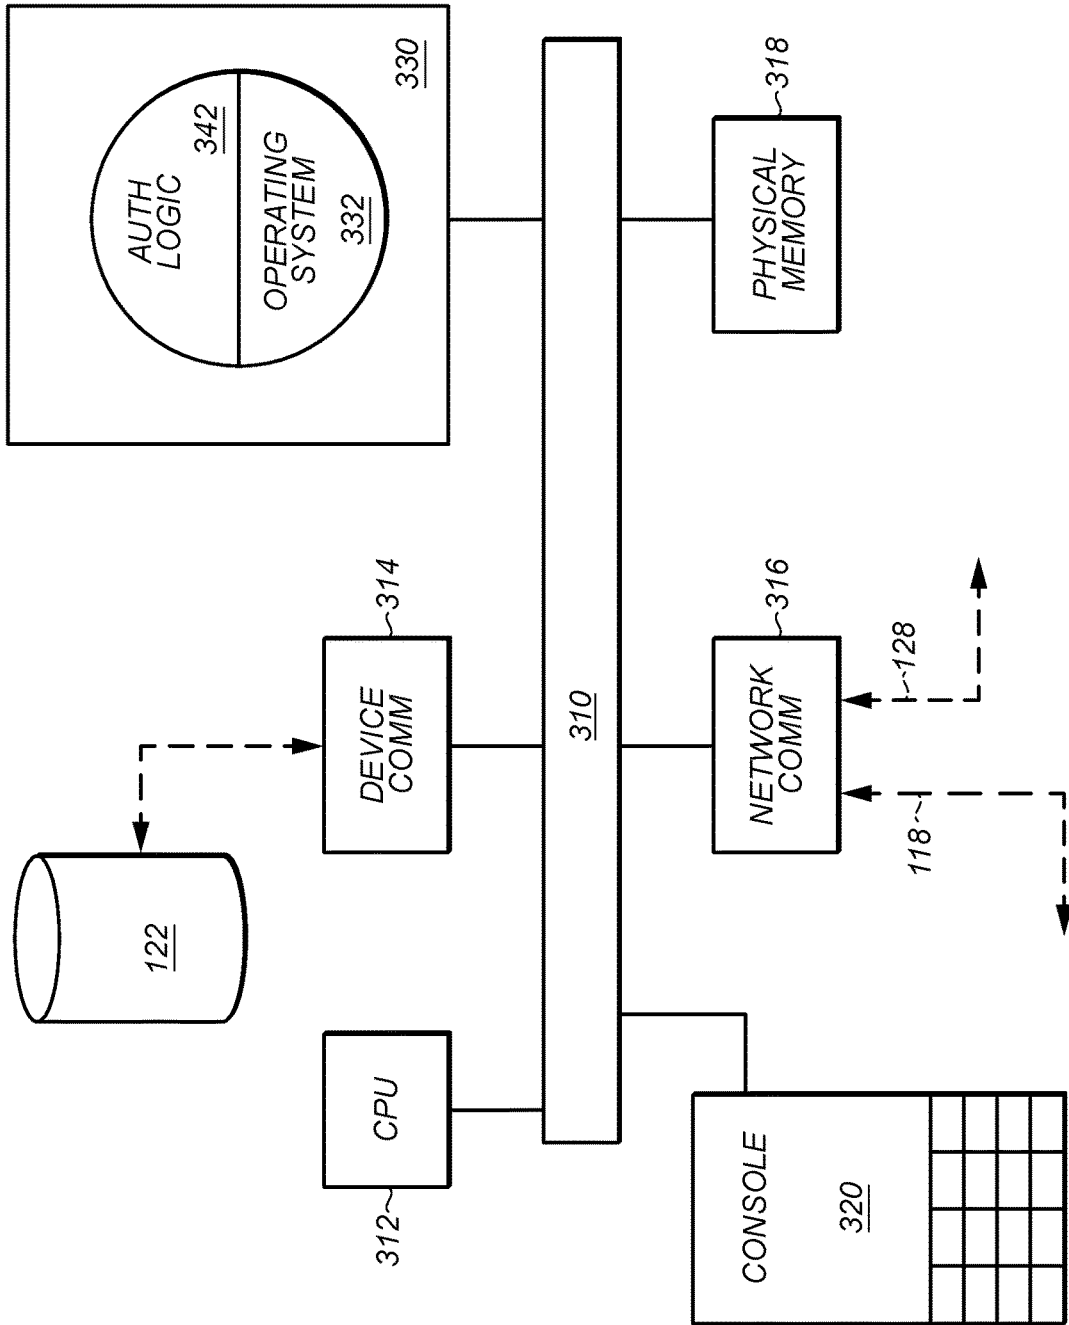 122
DEVICE
COMM
314
AUTH
LOGIC
342
OPERATING
SYSTEM
332
330
CPU
312
310
CONSOLE
320
NETWORK
COMM
316
118
128
PHYSICAL
MEMORY
318